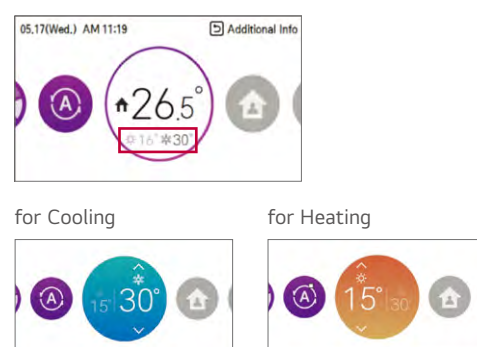 05.17(Wed.) AM 11:19 Additional Info
A 26.5°
16° 30°
for Cooling for Heating
A 15° 30° A 15° 30°